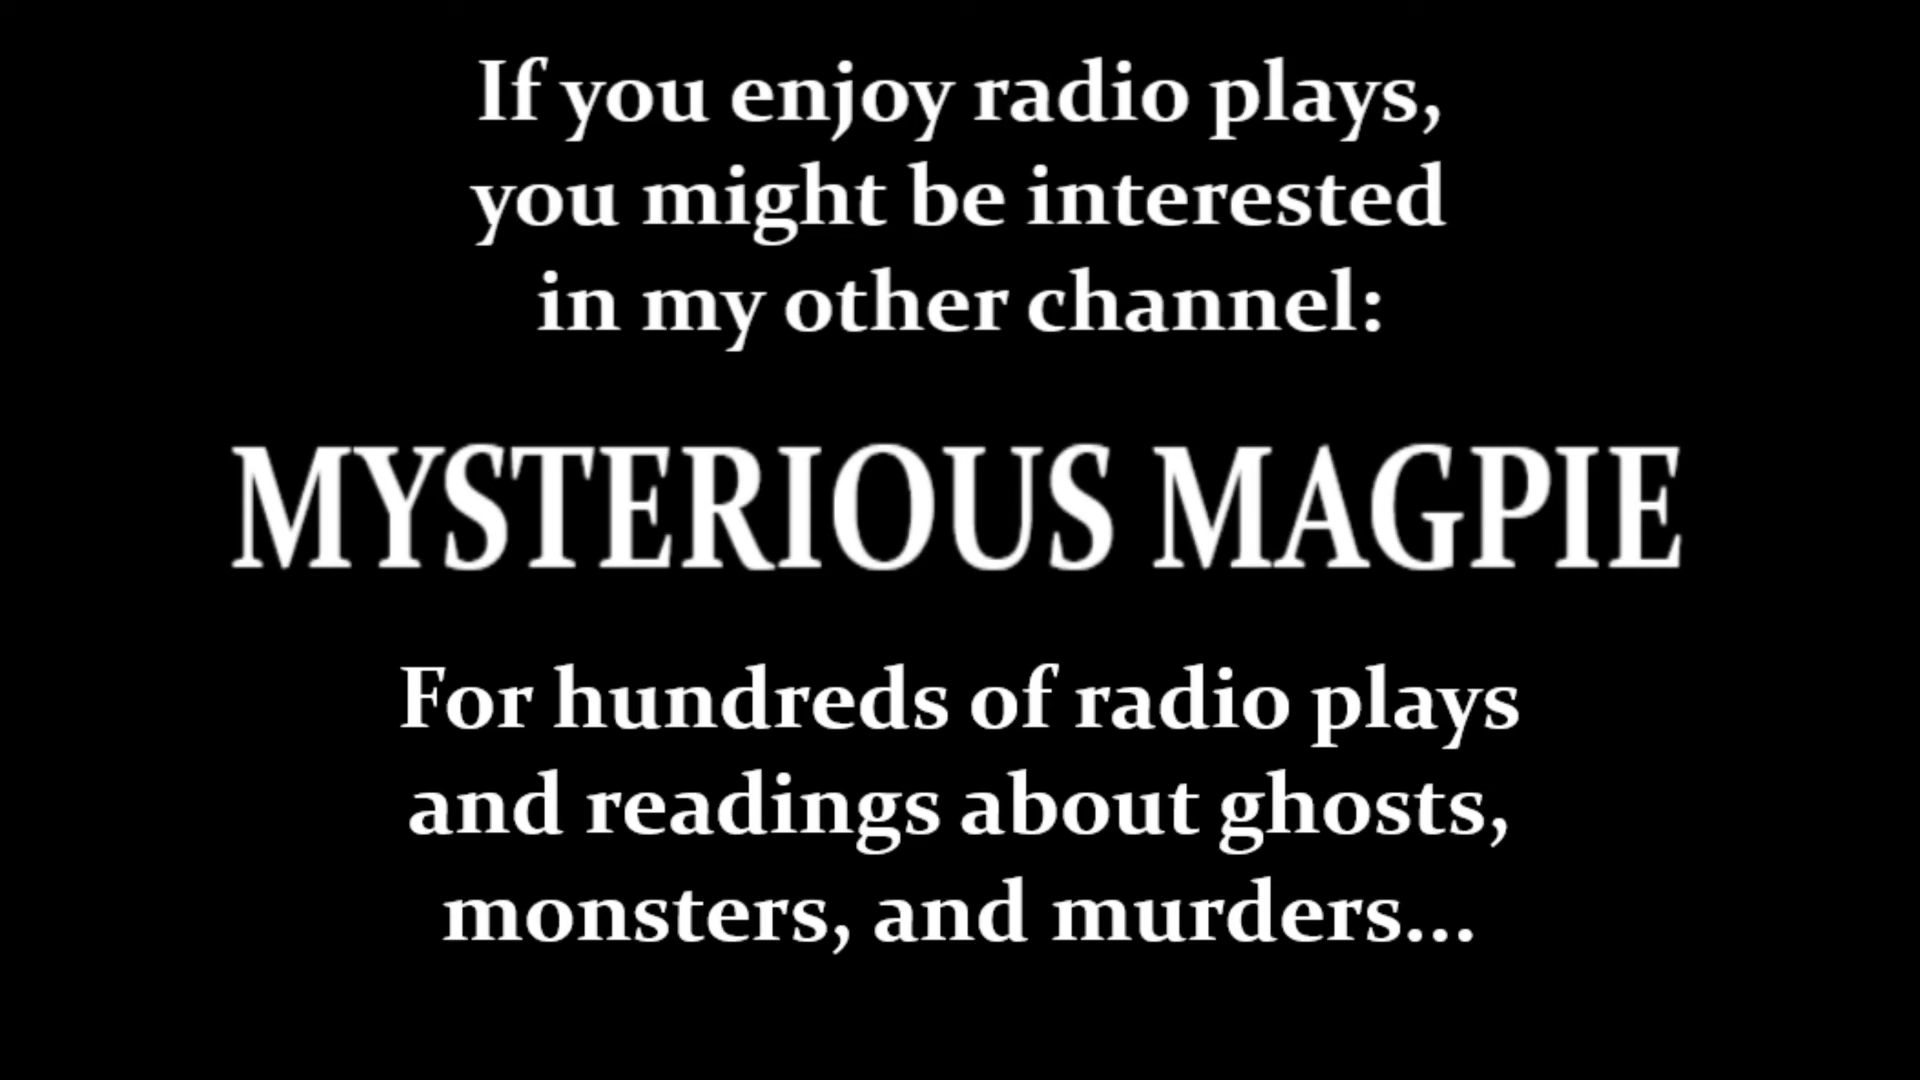 If you enjoy radio plays,
you might be interested
in my other channel:
MYSTERIOUS MAGPIE
For hundreds of radio plays
and readings about ghosts,
monsters, and murders...